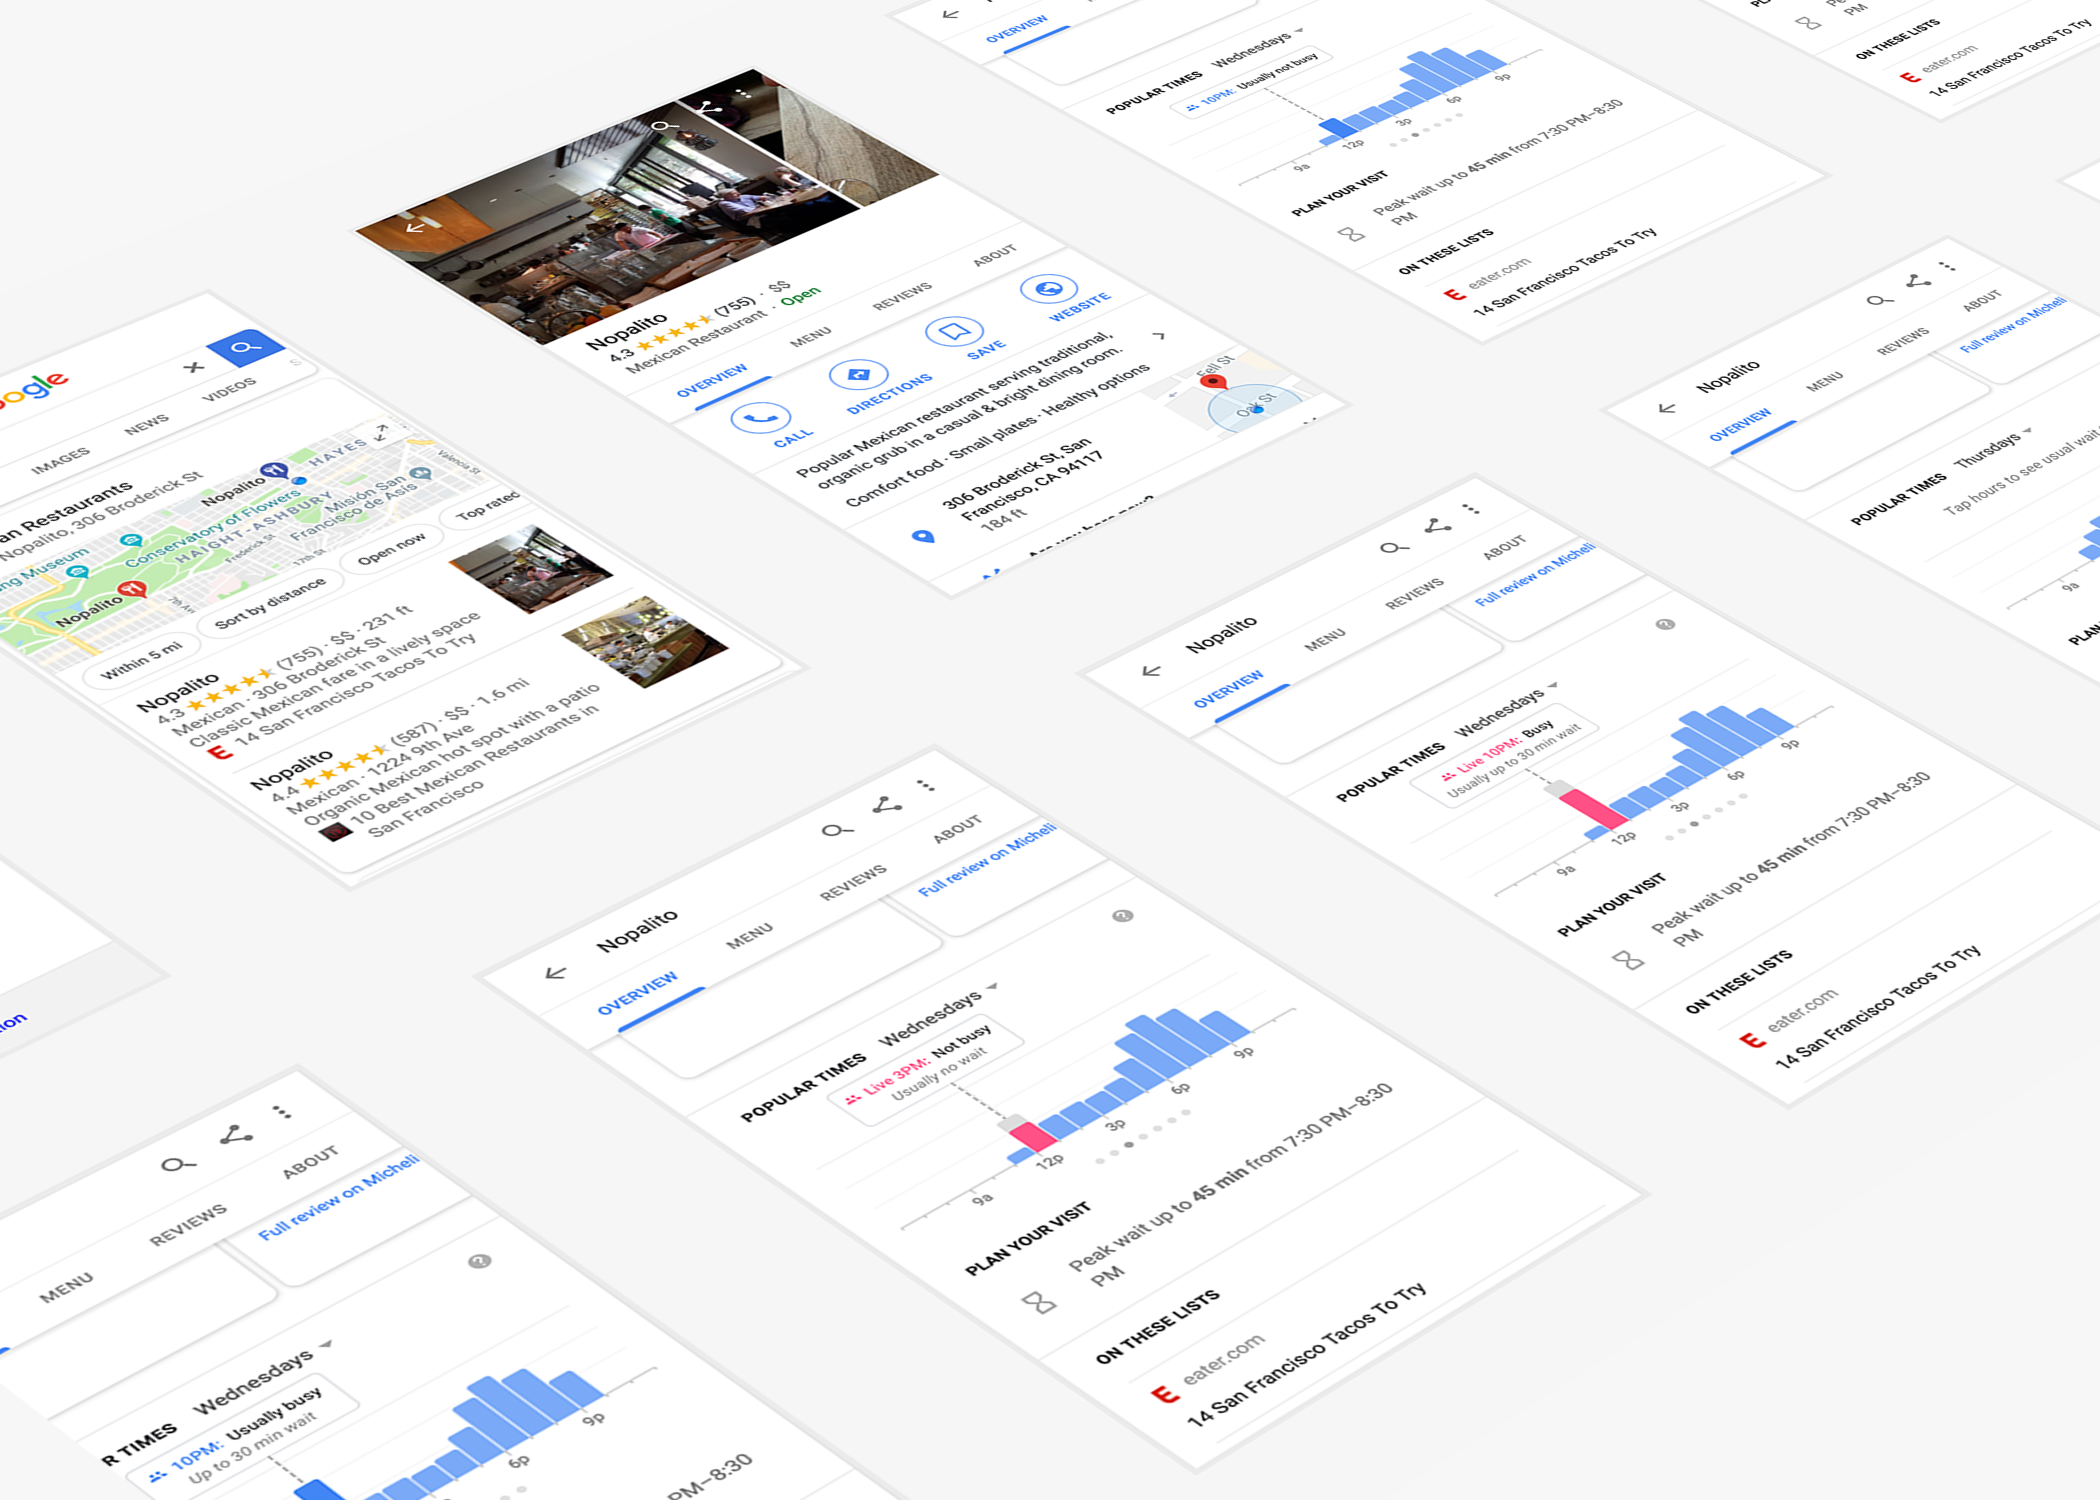 ogle
IMAGES
NEWS
VIDEOS
S
an Restaurants
Nopalito, 306 Broderick St
Nopalito
HAYES
Valencia St
Conservatory of Flowers
HAIGHT-ASHBURY
Misión San
Francisco de Asís
Frederick St
17th St
7th Av
ng Museum
Nopalito
Within 5 mi
Sort by distance
Open now
Top rated
Nopalito
4.3 (755) · $$ · 231 ft
Mexican · 306 Broderick St
Classic Mexican fare in a lively space
E 14 San Francisco Tacos To Try
Nopalito
4.4 (587) · $$ · 1.6 mi
Mexican · 1224 9th Ave
Organic Mexican hot spot with a patio
10 Best Mexican Restaurants in
San Francisco
tion
Nopalito
4.3 (755) · $$
Mexican Restaurant · Open
OVERVIEW
MENU
REVIEWS
ABOUT
CALL
DIRECTIONS
SAVE
WEBSITE
Popular Mexican restaurant serving traditional,
organic grub in a casual & bright dining room.
Comfort food · Small plates · Healthy options
306 Broderick St, San
Francisco, CA 94117
184 ft
Fell St
Oak St
OVERVIEW
POPULAR TIMES Wednesdays
10PM: Usually not busy
9a
12p
3p
6p
9p
PLAN YOUR VISIT
Peak wait up to 45 min from 7:30 PM–8:30
PM
ON THESE LISTS
E eater.com
14 San Francisco Tacos To Try
PM
ON THESE LISTS
E eater.com
14 San Francisco Tacos To Try
Nopalito
OVERVIEW
MENU
REVIEWS
ABOUT
Full review on Micheli
POPULAR TIMES Thursdays
Tap hours to see usual wait
9a
PLAN
Nopalito
OVERVIEW
MENU
REVIEWS
ABOUT
Full review on Micheli
POPULAR TIMES Wednesdays
Live 10PM: Busy
Usually up to 30 min wait
9a
12p
3p
6p
9p
PLAN YOUR VISIT
Peak wait up to 45 min from 7:30 PM–8:30
PM
ON THESE LISTS
E eater.com
14 San Francisco Tacos To Try
Nopalito
OVERVIEW
MENU
REVIEWS
ABOUT
Full review on Micheli
POPULAR TIMES Wednesdays
Live 3PM: Not busy
Usually no wait
9a
12p
3p
6p
9p
PLAN YOUR VISIT
Peak wait up to 45 min from 7:30 PM–8:30
PM
ON THESE LISTS
E eater.com
14 San Francisco Tacos To Try
MENU
REVIEWS
ABOUT
Full review on Micheli
R TIMES Wednesdays
10PM: Usually busy
Up to 30 min wait
6p
9p
PM–8:30